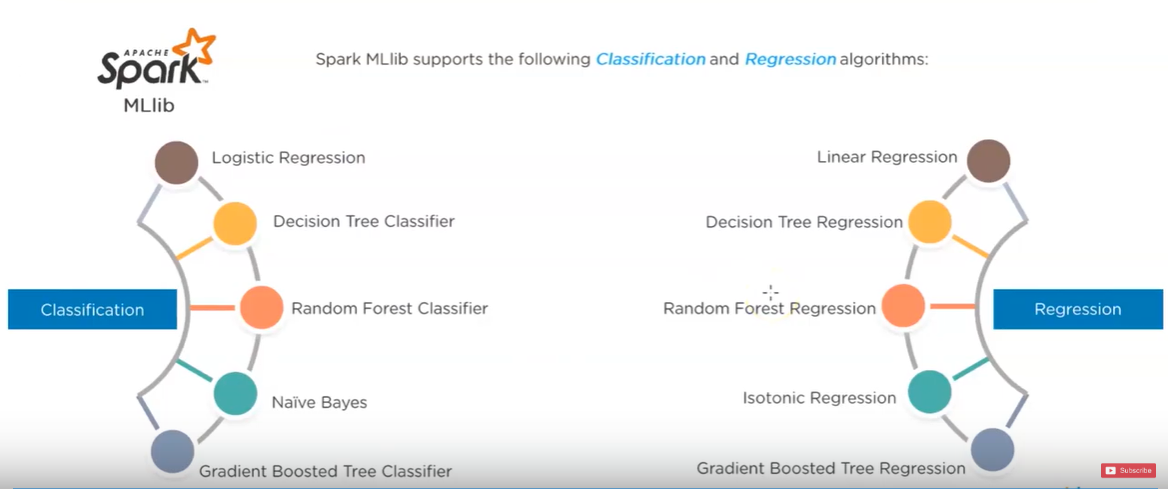 APACHE
Spark™
MLlib
Spark MLlib supports the following Classification and Regression algorithms:
Logistic Regression
Decision Tree Classifier
Classification
Random Forest Classifier
Naïve Bayes
Gradient Boosted Tree Classifier
Linear Regression
Decision Tree Regression
Random Forest Regression
Regression
Isotonic Regression
Gradient Boosted Tree Regression
Subscribe